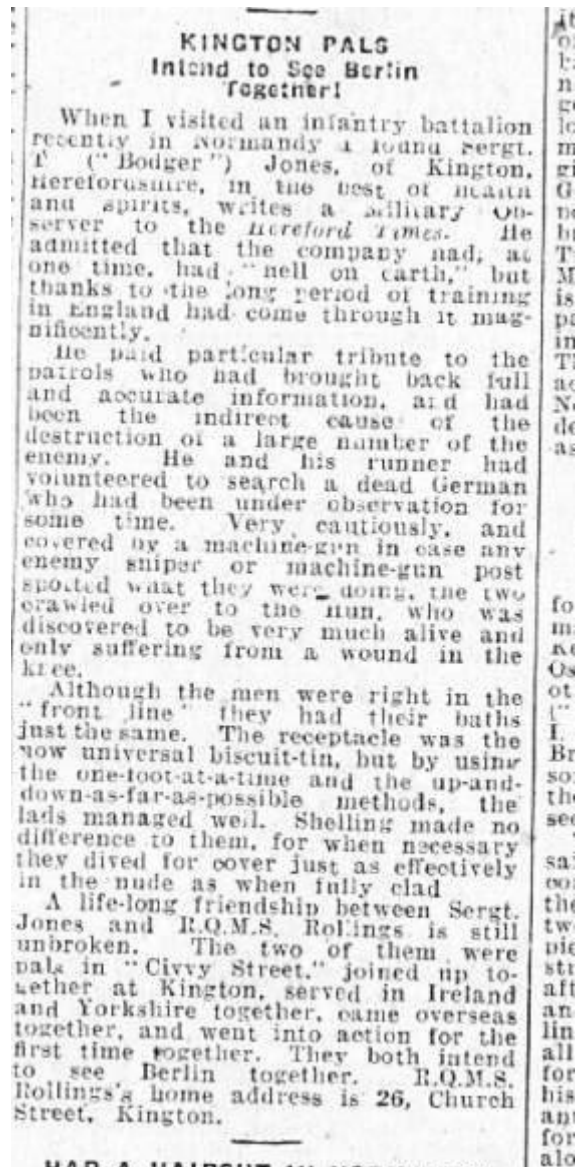 KINGTON PALS
Intend to See Berlin
Together!
When I visited an infantry battalion
recently in Normandy I found Sergt.
T ("Bodger") Jones, of Kington,
Herefordshire, in the best of health
and spirits, writes a Military Ob-
server to the Hereford Times. He
admitted that the company had, at
one time, had "hell on earth," but
thanks to the long period of training
in England had come through it mag-
nificently.
He paid particular tribute to the
patrols who had brought back full
and accurate information, and had
been the indirect cause of the
destruction of a large number of the
enemy. He and his runner had
volunteered to search a dead German
who had been under observation for
some time. Very cautiously, and
covered by a machine-gun in case any
enemy sniper or machine-gun post
spotted what they were doing, the two
crawled over to the Hun, who was
discovered to be very much alive and
only suffering from a wound in the
knee.
Although the men were right in the
"front line" they had their baths
just the same. The receptacle was the
now universal biscuit-tin, but by using
the one-foot-at-a-time and the up-and-
down-as-far-as-possible methods, the
lads managed well. Shelling made no
difference to them, for when necessary
they dived for cover just as effectively
in the nude as when fully clad
A life-long friendship between Sergt.
Jones and R.Q.M.S. Rollings is still
unbroken. The two of them were
pals in "Civvy Street," joined up to-
gether at Kington, served in Ireland
and Yorkshire together, came overseas
together, and went into action for the
first time together. They both intend
to see Berlin together. R.Q.M.S.
Rollings's home address is 26, Church
Street, Kington.